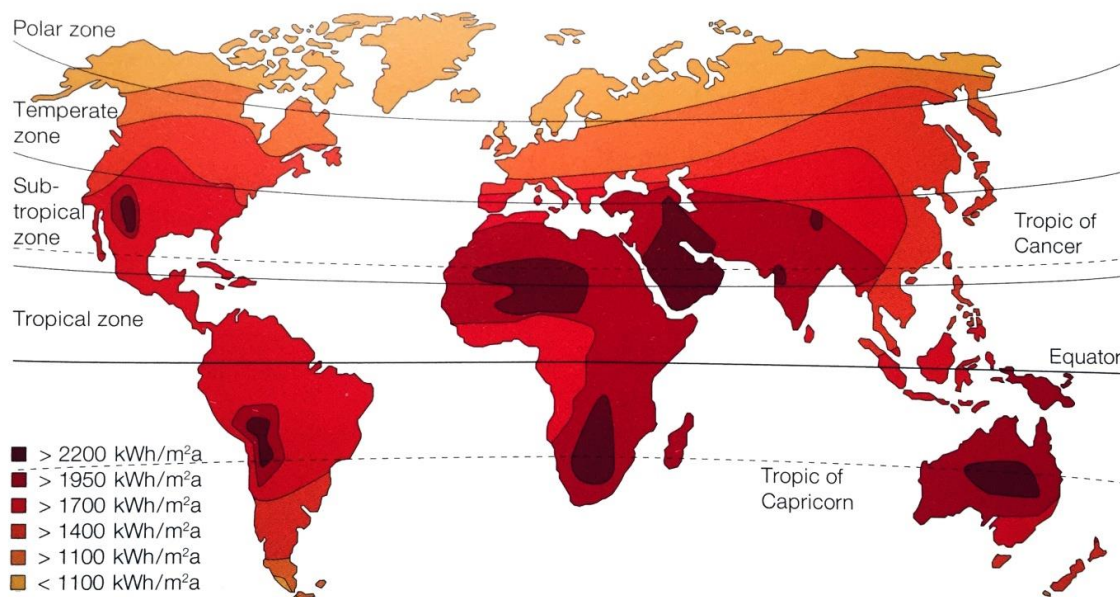 Polar zone
Temperate
zone
Sub-
tropical
zone
Tropic of
Cancer
Tropical zone
Equator
> 2200 kWh/m²a
> 1950 kWh/m²a
> 1700 kWh/m²a
> 1400 kWh/m²a
> 1100 kWh/m²a
< 1100 kWh/m²a
Tropic of
Capricorn